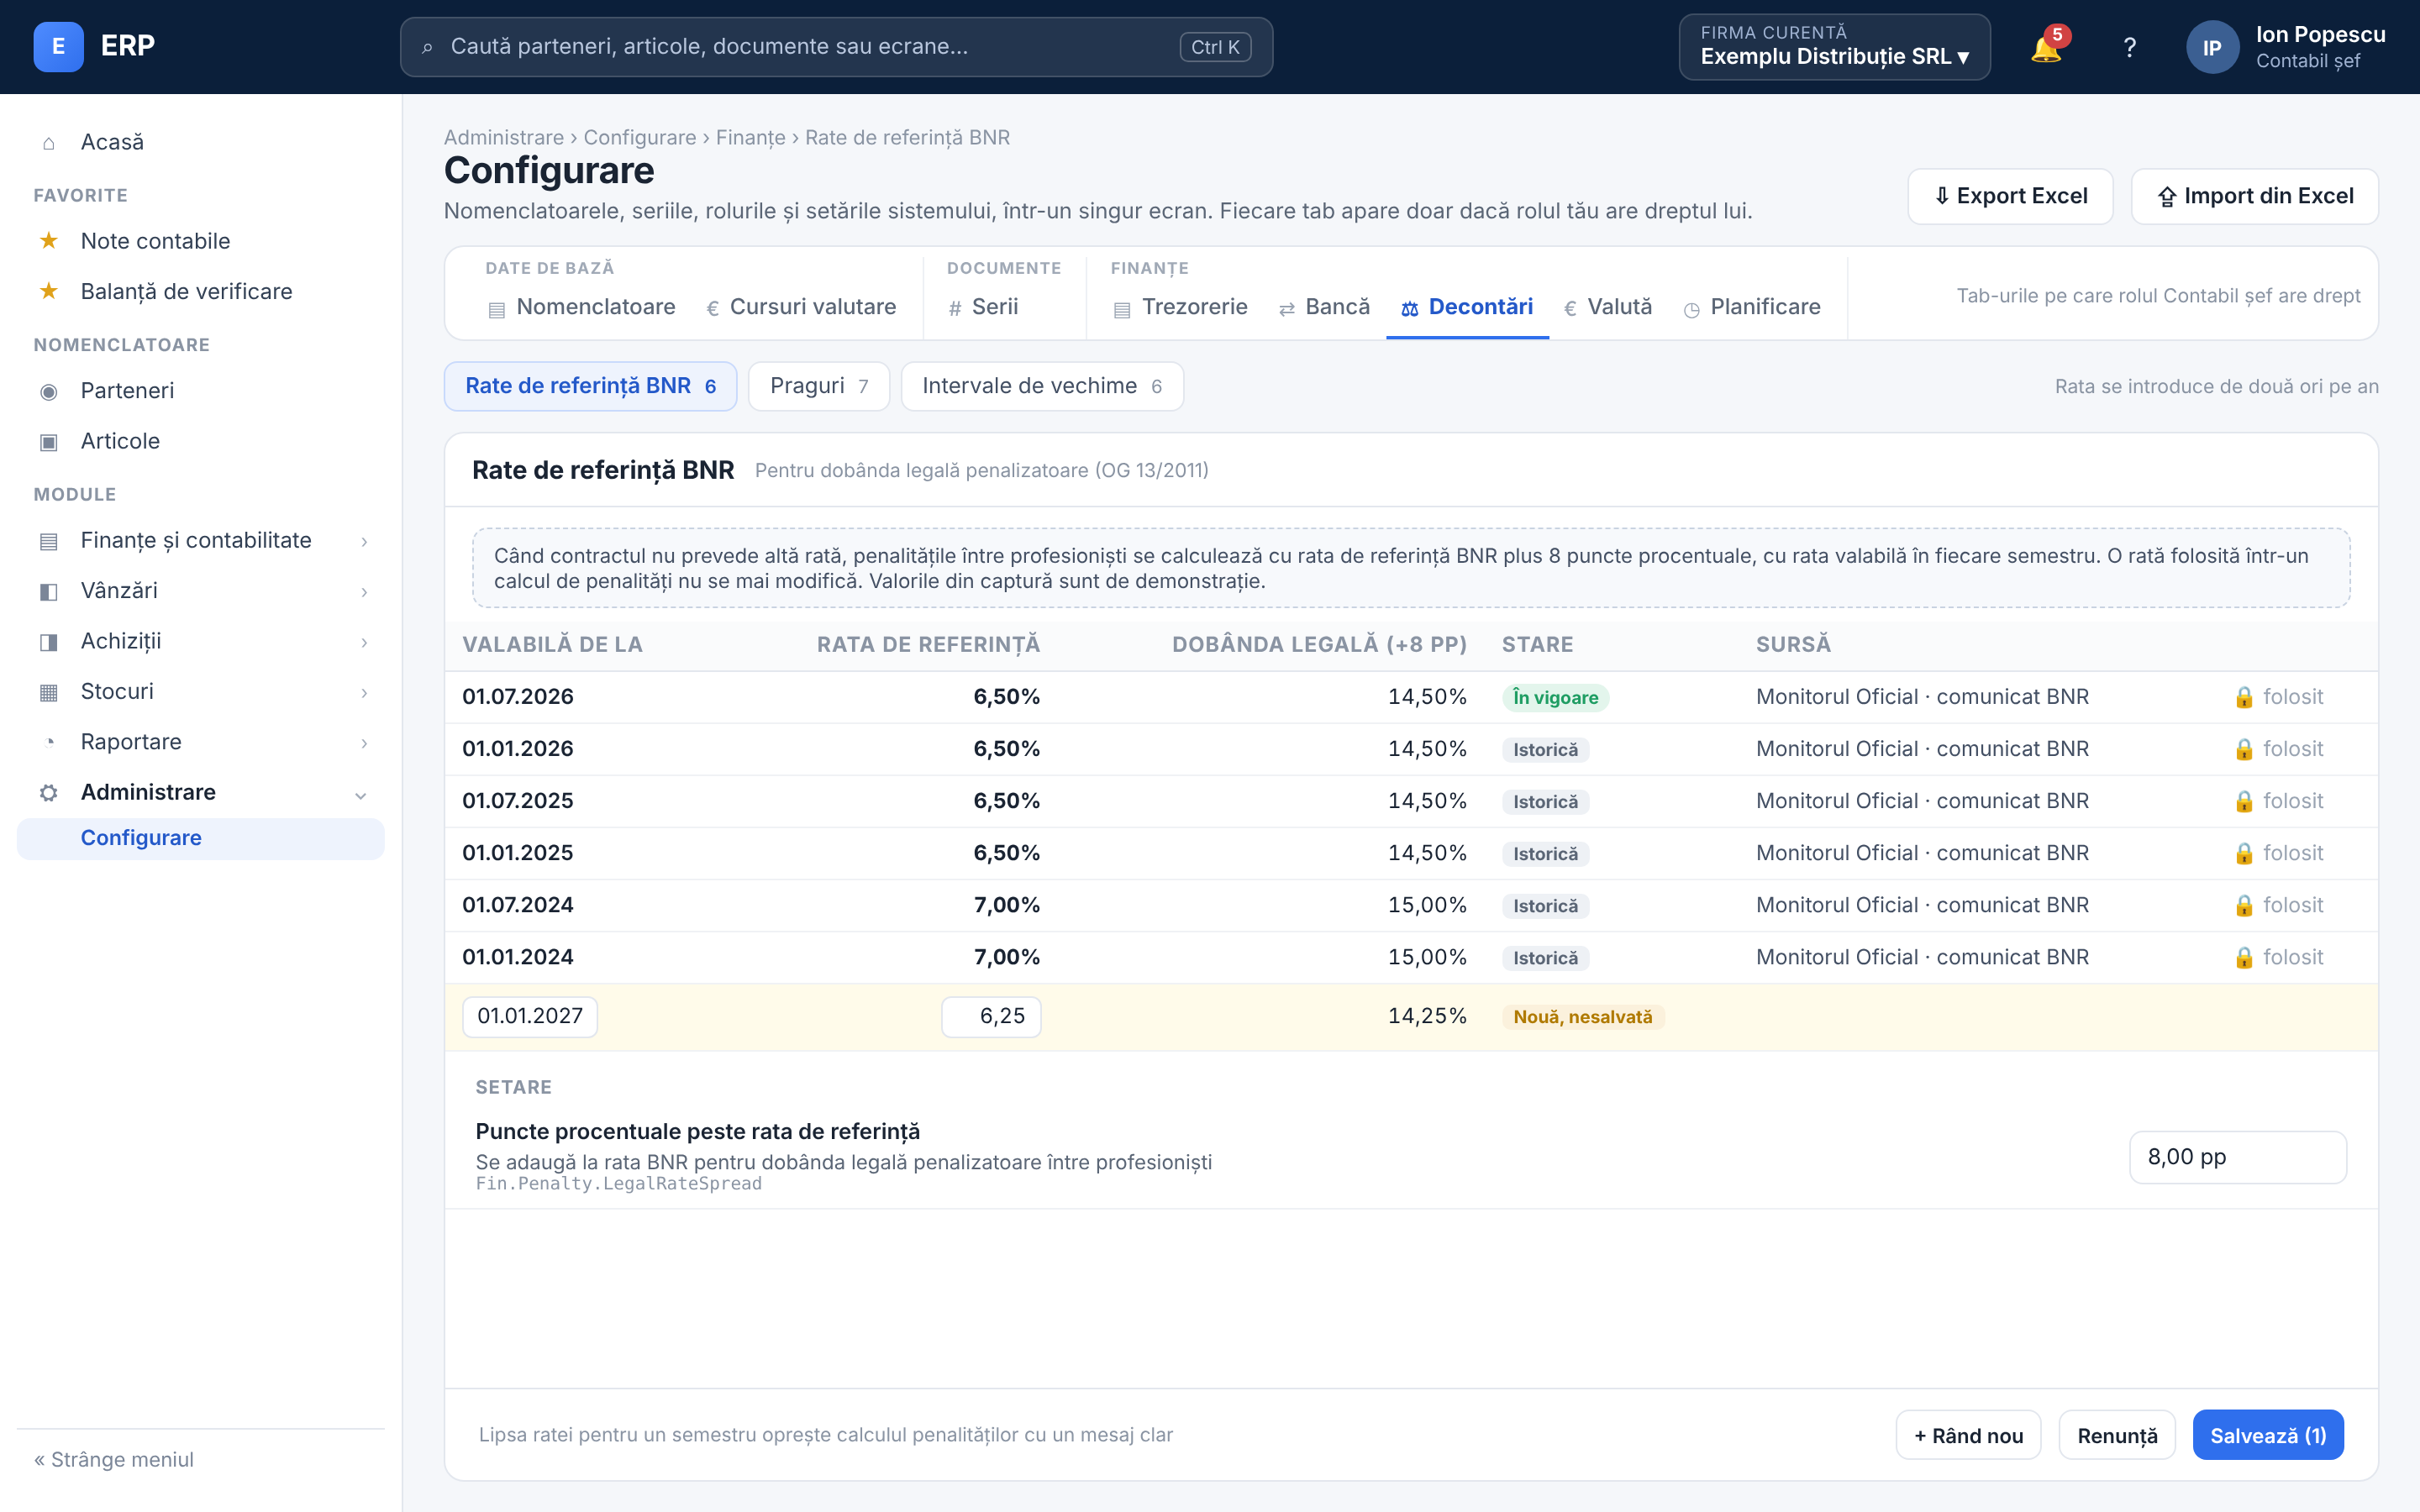 E ERP
Caută parteneri, articole, documente sau ecrane... Ctrl K
FIRMA CURENTĂ
Exemplu Distribuție SRL ▾
5
?
IP
Ion Popescu
Contabil șef
Acasă
FAVORITE
Note contabile
Balanță de verificare
NOMENCLATOARE
Parteneri
Articole
MODULE
Finanțe și contabilitate
Vânzări
Achiziții
Stocuri
Raportare
Administrare
Configurare
« Strânge meniul
Administrare › Configurare › Finanțe › Rate de referință BNR
Configurare
Nomenclatoarele, seriile, rolurile și setările sistemului, într-un singur ecran. Fiecare tab apare doar dacă rolul tău are dreptul lui.
⇩ Export Excel ⇪ Import din Excel
DATE DE BAZĂ DOCUMENTE FINANȚE
Nomenclatoare € Cursuri valutare # Serii Trezorerie ⇄ Bancă Decontări € Valută Planificare
Tab-urile pe care rolul Contabil șef are drept
Rate de referință BNR 6 Praguri 7 Intervale de vechime 6
Rata se introduce de două ori pe an
Rate de referință BNR Pentru dobânda legală penalizatoare (OG 13/2011)
Când contractul nu prevede altă rată, penalitățile între profesioniști se calculează cu rata de referință BNR plus 8 puncte procentuale, cu rata valabilă în fiecare semestru. O rată folosită într-un
calcul de penalități nu se mai modifică. Valorile din captură sunt de demonstrație.
VALABILĂ DE LA RATA DE REFERINȚĂ DOBÂNDA LEGALĂ (+8 PP) STARE SURSĂ
01.07.2026 6,50% 14,50% În vigoare Monitorul Oficial · comunicat BNR 🔒 folosit
01.01.2026 6,50% 14,50% Istorică Monitorul Oficial · comunicat BNR 🔒 folosit
01.07.2025 6,50% 14,50% Istorică Monitorul Oficial · comunicat BNR 🔒 folosit
01.01.2025 6,50% 14,50% Istorică Monitorul Oficial · comunicat BNR 🔒 folosit
01.07.2024 7,00% 15,00% Istorică Monitorul Oficial · comunicat BNR 🔒 folosit
01.01.2024 7,00% 15,00% Istorică Monitorul Oficial · comunicat BNR 🔒 folosit
01.01.2027 6,25 14,25% Nouă, nesalvată
SETARE
Puncte procentuale peste rata de referință
Se adaugă la rata BNR pentru dobânda legală penalizatoare între profesioniști
Fin.Penalty.LegalRateSpread
8,00 pp
Lipsa ratei pentru un semestru oprește calculul penalităților cu un mesaj clar
+ Rând nou Renunță Salvează (1)